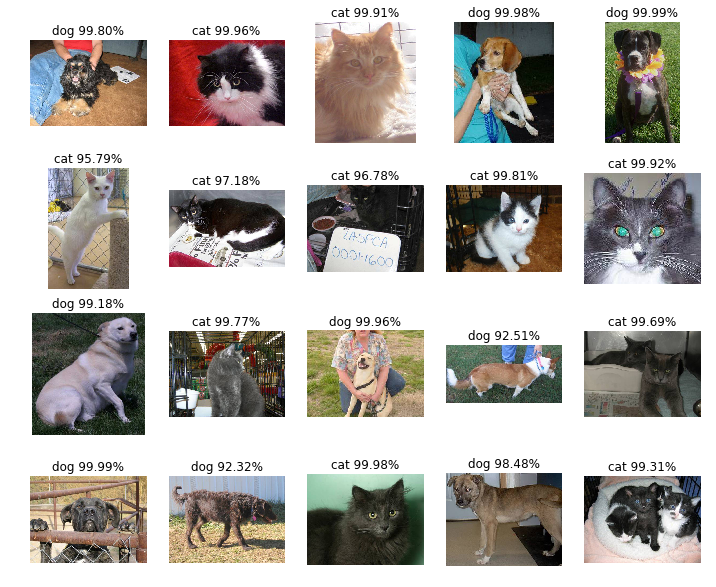 dog 99.80%
cat 99.96%
cat 99.91%
dog 99.98%
dog 99.99%
cat 95.79%
cat 97.18%
cat 96.78%
cat 99.81%
cat 99.92%
LASPCA
00011600
dog 99.18%
cat 99.77%
dog 99.96%
dog 92.51%
cat 99.69%
dog 99.99%
dog 92.32%
cat 99.98%
dog 98.48%
cat 99.31%